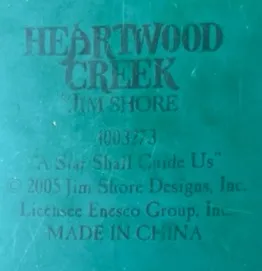 HEARTWOOD
CREEK
JIM SHORE
4003273
"A Star Shall Guide Us"
© 2005 Jim Shore Designs, Inc.
Licensee Enesco Group, Inc.
MADE IN CHINA